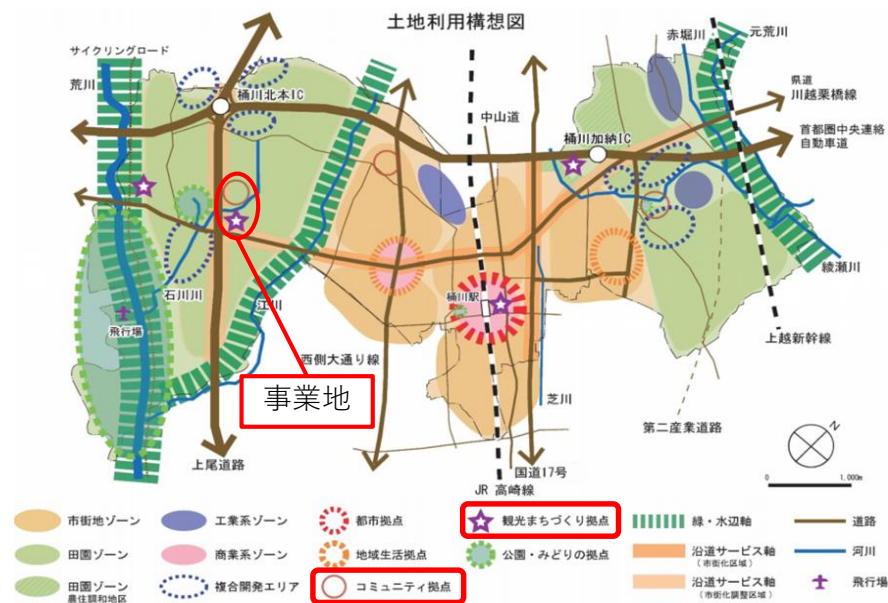 土地利用構想図
サイクリングロード
荒川
桶川北本IC
中山道
赤堀川
元荒川
県道
川越栗橋線
桶川加納IC
首都圏中央連絡
自動車道
石川川
江川
飛行場
桶川駅
綾瀬川
上越新幹線
西側大通り線
事業地
芝川
第二産業道路
上尾道路
国道17号
JR 高崎線
N
0
1,000m
市街地ゾーン
工業系ゾーン
都市拠点
観光まちづくり拠点
緑・水辺軸
道路
田園ゾーン
商業系ゾーン
地域生活拠点
公園・みどりの拠点
沿道サービス軸
(市街化区域)
河川
田園ゾーン
農住調和地区
複合開発エリア
コミュニティ拠点
沿道サービス軸
(市街化調整区域)
飛行場